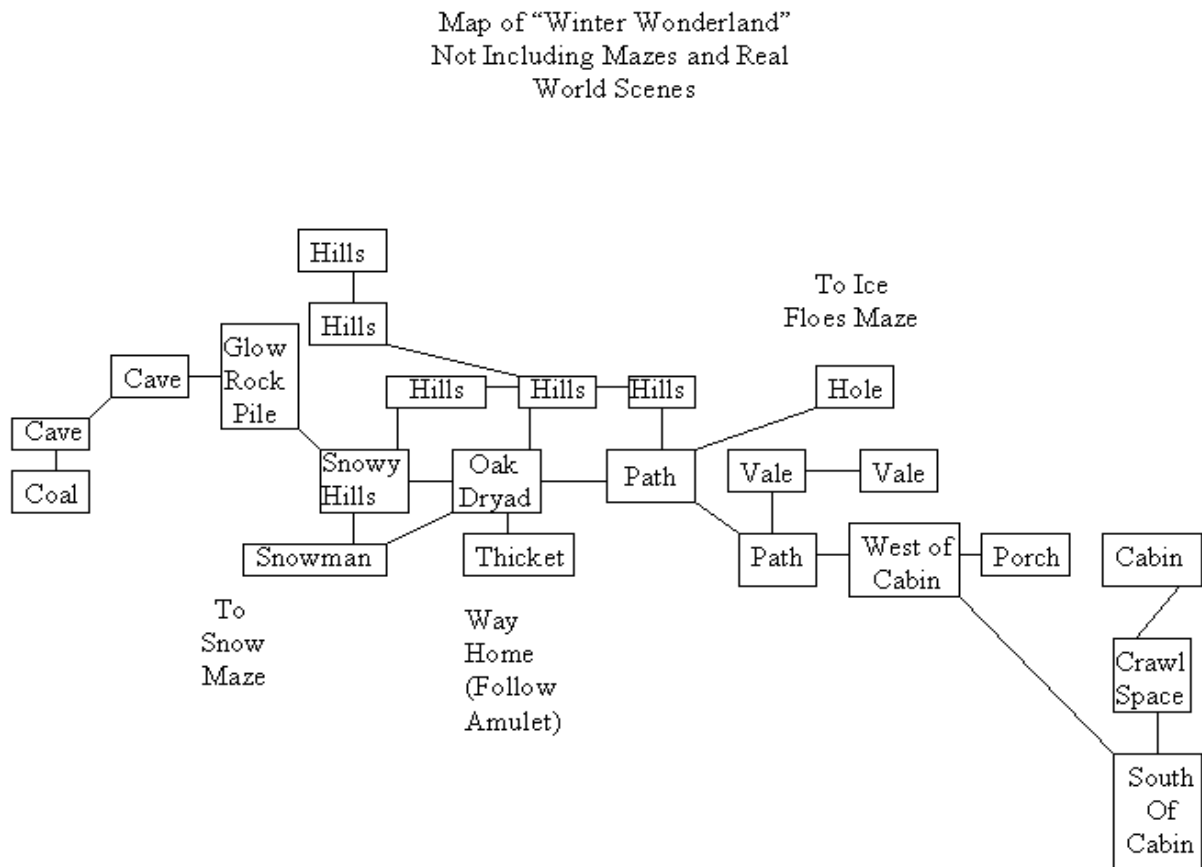 Map of “Winter Wonderland”
Not Including Mazes and Real
World Scenes
Hills
To Ice
Floes Maze
Hills
Glow
Rock
Pile
Cave
Hills
Hills
Hills
Hole
Cave
Snowy
Hills
Oak
Dryad
Path
Vale
Vale
Coal
Snowman
Thicket
Path
West of
Cabin
Porch
Cabin
To
Snow
Maze
Way
Home
(Follow
Amulet)
Crawl
Space
South
Of
Cabin